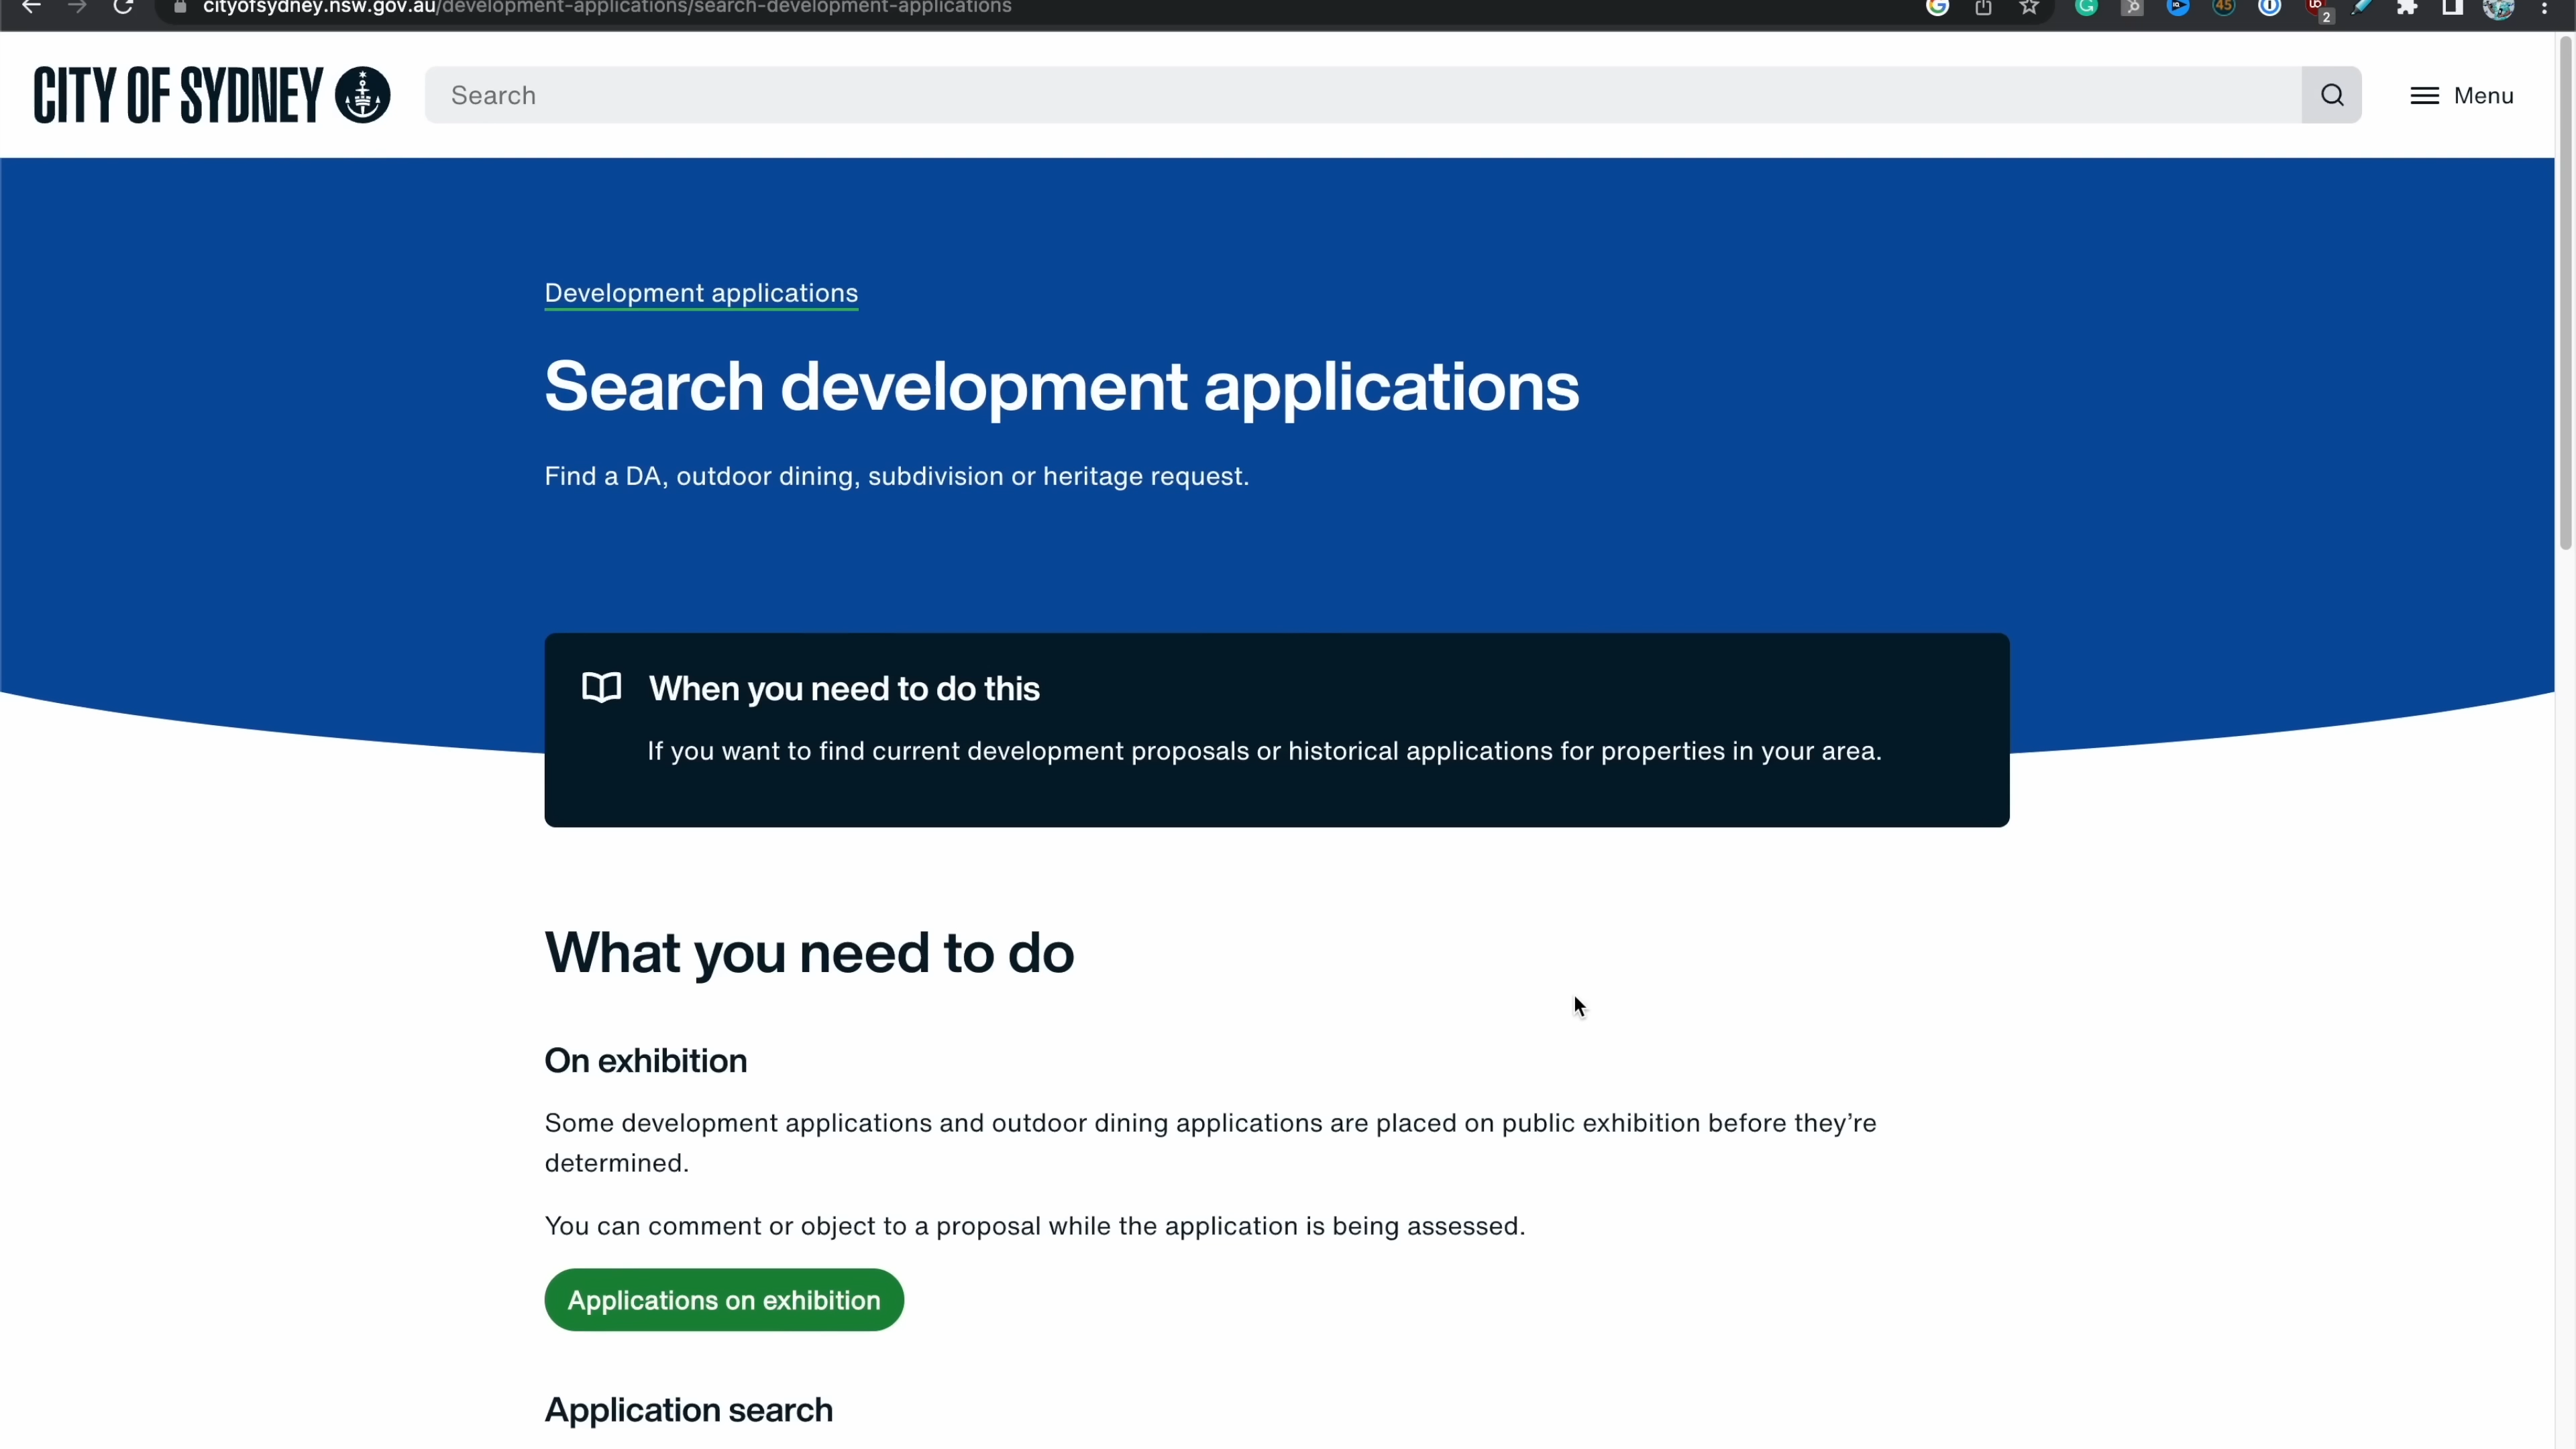 cityofsydney.nsw.gov.au/development-applications/search-development-applications
45
2
CITY OF SYDNEY
Search
Menu
Development applications
Search development applications
Find a DA, outdoor dining, subdivision or heritage request.
When you need to do this
If you want to find current development proposals or historical applications for properties in your area.
What you need to do
On exhibition
Some development applications and outdoor dining applications are placed on public exhibition before they’re
determined.
You can comment or object to a proposal while the application is being assessed.
Applications on exhibition
Application search